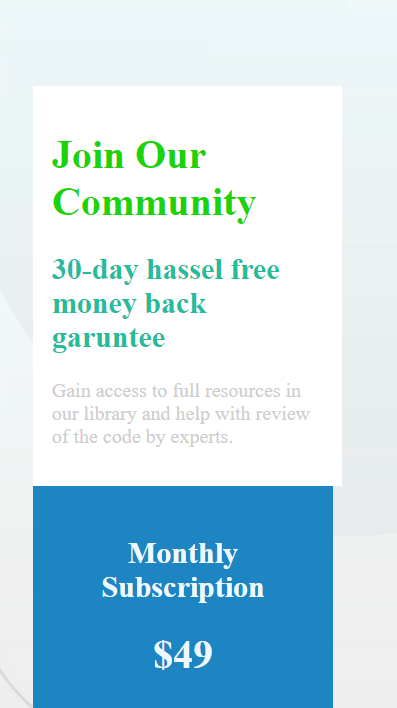 Join Our
Community
30-day hassel free
money back
garuntee
Gain access to full resources in
our library and help with review
of the code by experts.
Monthly
Subscription
$49